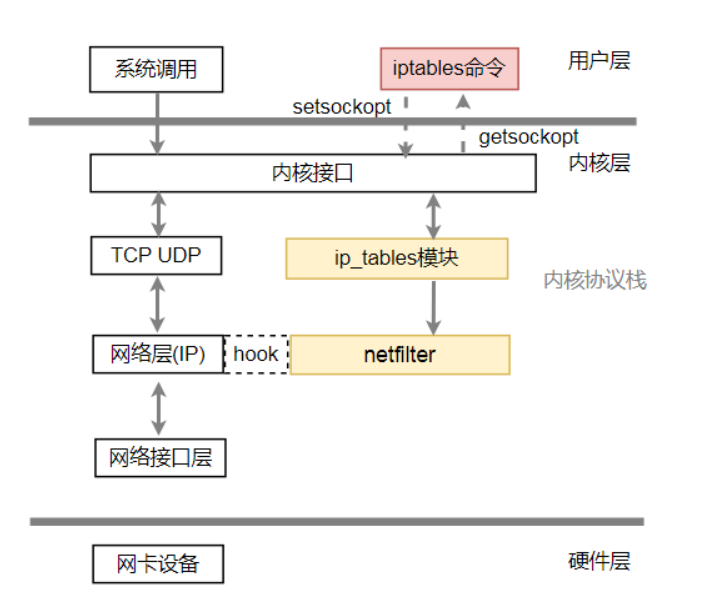 系统调用
iptables命令
用户层
setsockopt
getsockopt
内核接口
内核层
TCP UDP
ip_tables模块
内核协议栈
网络层(IP)
hook
netfilter
网络接口层
网卡设备
硬件层